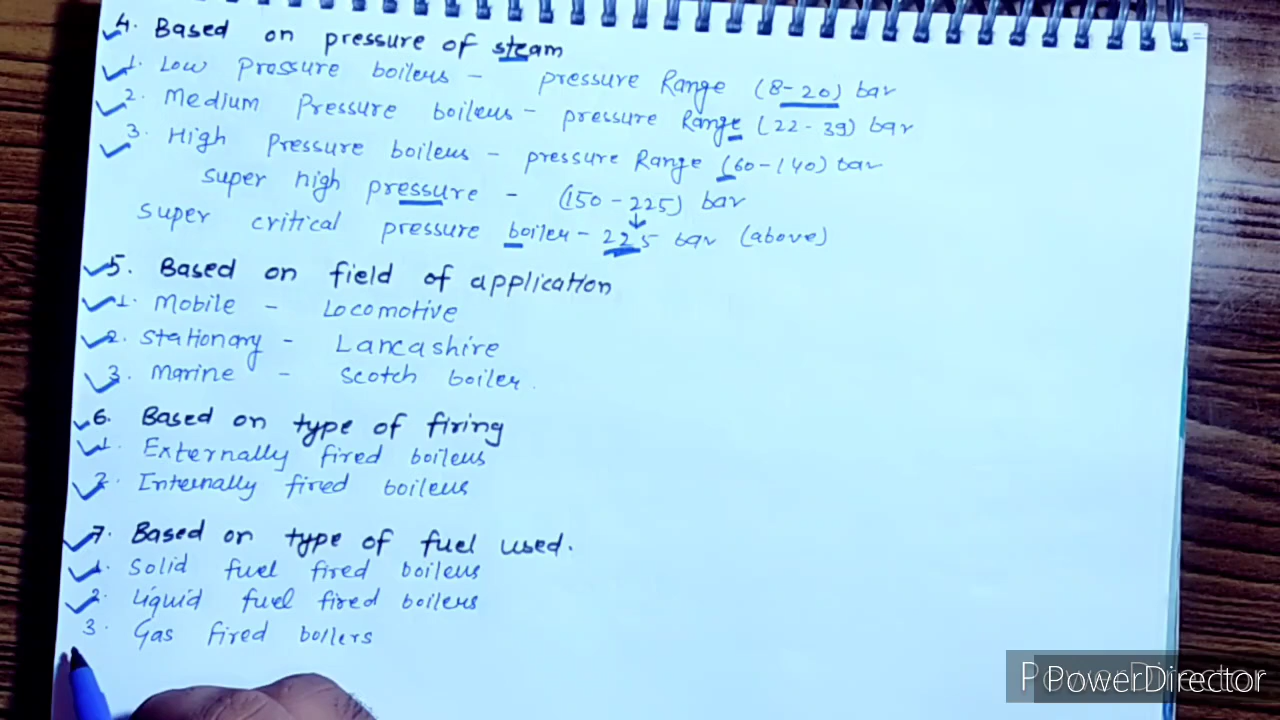 4. Based on pressure of steam
1. Low Pressure boilers - pressure Range (8-20) bar
2. Medium Pressure boilers - pressure Range (22-39) bar
3. High Pressure boilers - pressure Range (60-140) bar
super high pressure - (150-225) bar
super critical pressure boiler - 225 bar (above)
5. Based on field of application
1. Mobile - Locomotive
2. Stationary - Lancashire
3. Marine - Scotch boiler.
6. Based on type of firing
1. Externally fired boilers
2. Internally fired boilers
7. Based on type of fuel used.
1. Solid fuel fired boilers
2. Liquid fuel fired boilers
3. Gas fired boilers
PowerDirector